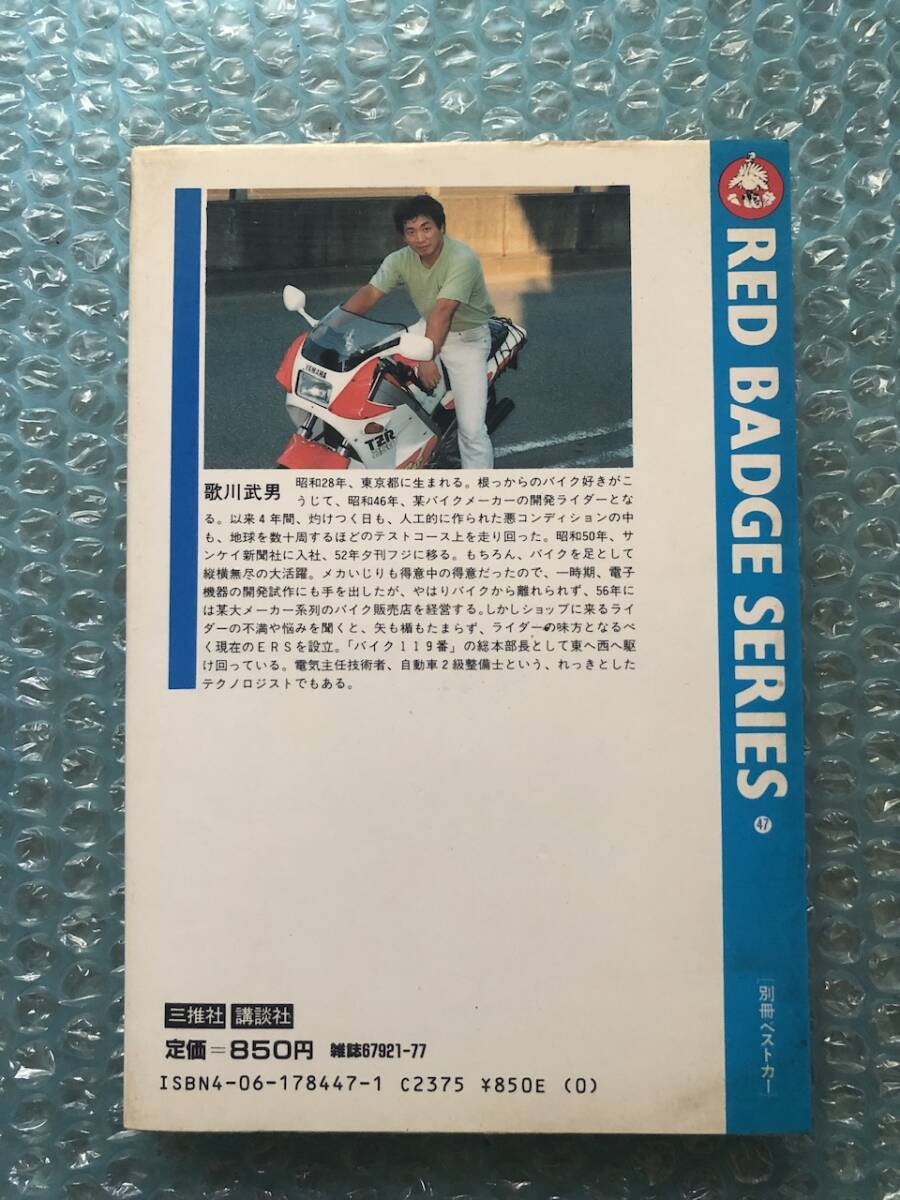 YAMAHA
TZR
歌川武男
昭和28年、東京都に生まれる。根っからのバイク好きがこ
うじて、昭和46年、某バイクメーカーの開発ライダーとな
る。以来4年間、灼けつく日も、人工的に作られた悪コンディションの中
も、地球を数十周するほどのテストコース上を走り回った。昭和50年、サ
ンケイ新聞社に入社、52年夕刊フジに移る。もちろん、バイクを足として
縦横無尽の大活躍。メカいじりも得意中の得意だったので、一時期、電子
機器の開発試作にも手を出したが、やはりバイクから離れられず、56年に
は某大メーカー系列のバイク販売店を経営する。しかしショップに来るライ
ダーの不満や悩みを聞くと、矢も楯もたまらず、ライダーの味方となるべ
く現在のERSを設立。「バイク119番」の総本部長として東へ西へ駆
け回っている。電気主任技術者、自動車2級整備士という、れっきとした
テクノロジストでもある。
三推社 講談社
定価=850円 雑誌67921-77
ISBN4-06-178447-1 C2375 ¥850E (0)
RED BADGE SERIES 47
[別冊ベストカー]